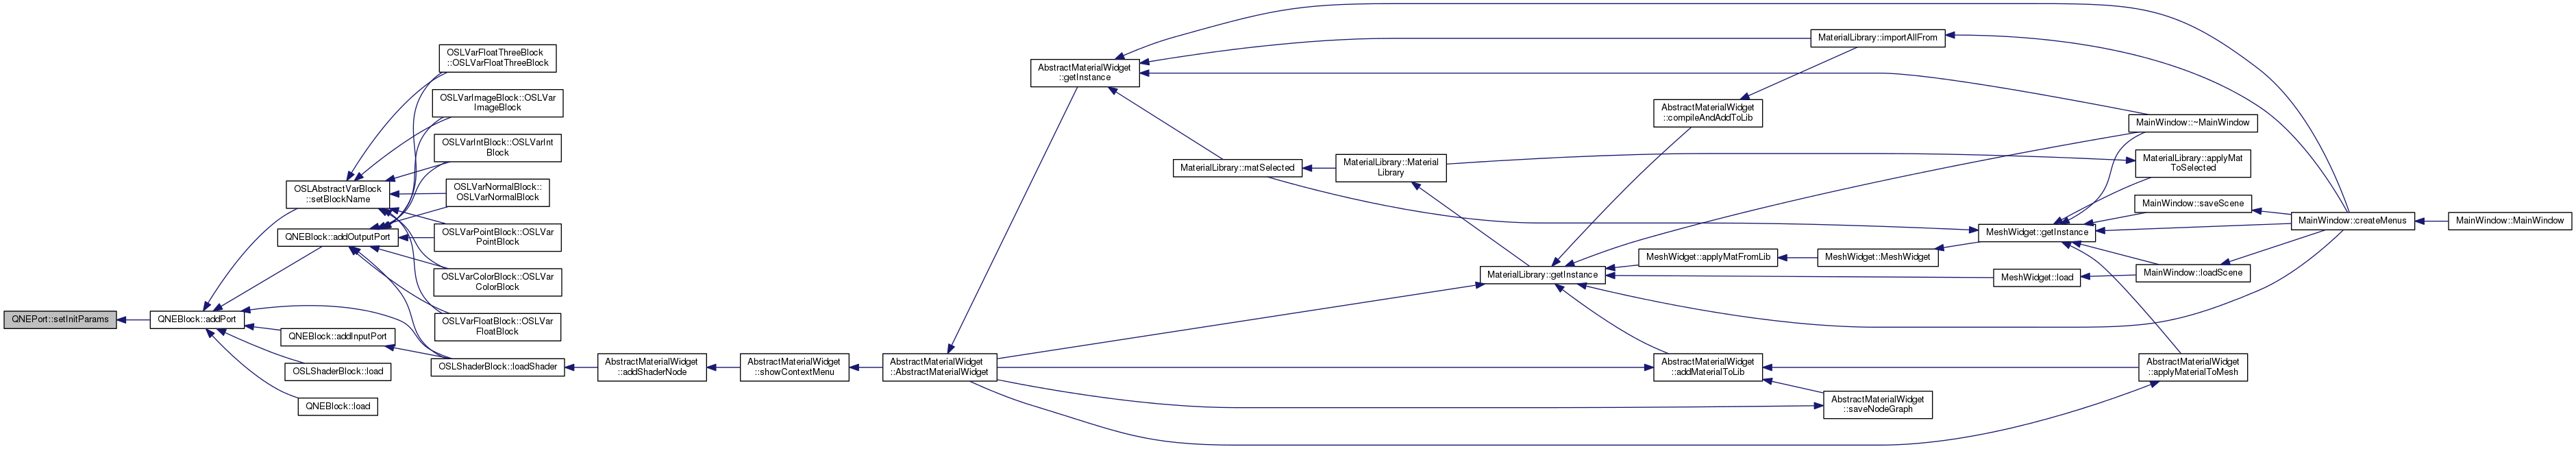 QNEPort::setInitParams
QNEBlock::addPort
OSLAbstractVarBlock
::setBlockName
QNEBlock::addOutputPort
QNEBlock::addInputPort
OSLShaderBlock::load
QNEBlock::load
OSLVarFloatThreeBlock
::OSLVarFloatThreeBlock
OSLVarImageBlock::OSLVar
ImageBlock
OSLVarIntBlock::OSLVarInt
Block
OSLVarNormalBlock::
OSLVarNormalBlock
OSLVarPointBlock::OSLVar
PointBlock
OSLVarColorBlock::OSLVar
ColorBlock
OSLVarFloatBlock::OSLVar
FloatBlock
OSLShaderBlock::loadShader
AbstractMaterialWidget
::addShaderNode
AbstractMaterialWidget
::showContextMenu
AbstractMaterialWidget
::AbstractMaterialWidget
AbstractMaterialWidget
::getInstance
MaterialLibrary::matSelected
MaterialLibrary::Material
Library
MaterialLibrary::getInstance
AbstractMaterialWidget
::compileAndAddToLib
MaterialLibrary::importAllFrom
MeshWidget::applyMatFromLib
MeshWidget::MeshWidget
AbstractMaterialWidget
::addMaterialToLib
AbstractMaterialWidget
::saveNodeGraph
MeshWidget::getInstance
MeshWidget::load
MainWindow::~MainWindow
MaterialLibrary::applyMat
ToSelected
MainWindow::saveScene
MainWindow::loadScene
AbstractMaterialWidget
::applyMaterialToMesh
MainWindow::createMenus
MainWindow::MainWindow